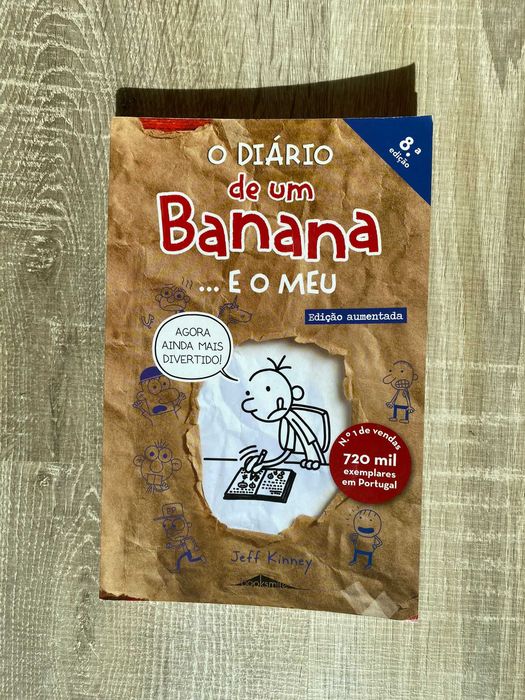 8.ª
edição
O DIÁRIO
de um
Banana
... E O MEU
Edição aumentada
AGORA
AINDA MAIS
DIVERTIDO!
N.º 1 de vendas
720 mil
exemplares
em Portugal
Jeff Kinney
booksmile